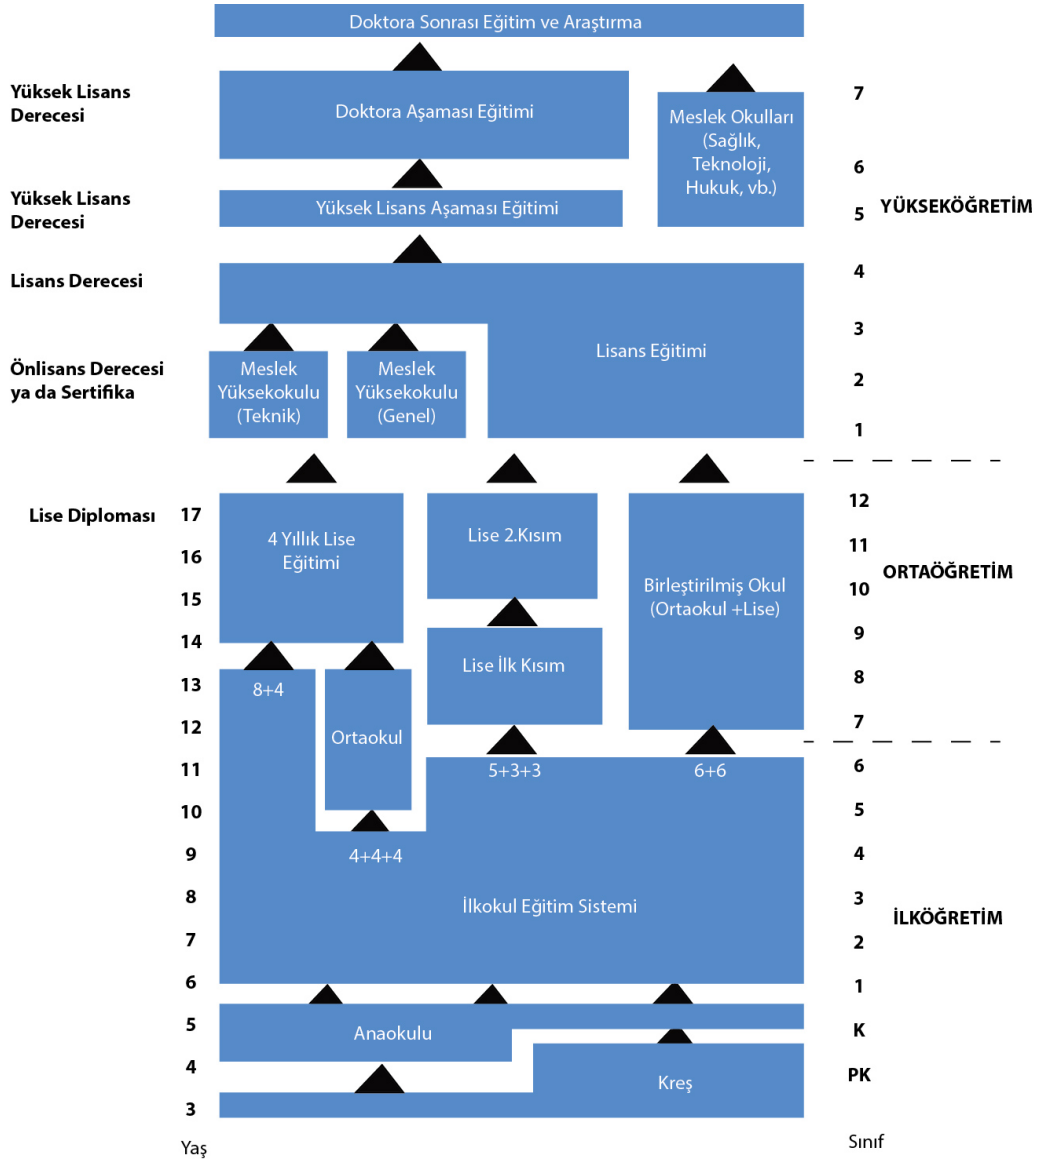 Doktora Sonrası Eğitim ve Araştırma
Yüksek Lisans
Derecesi
Doktora Aşaması Eğitimi
Meslek Okulları
(Sağlık,
Teknoloji,
Hukuk, vb.)
7
6
5
YÜKSEKÖĞRETİM
Yüksek Lisans
Derecesi
Yüksek Lisans Aşaması Eğitimi
Lisans Derecesi
4
3
Lisans Eğitimi
Önlisans Derecesi
ya da Sertifika
Meslek
Yüksekokulu
(Teknik)
Meslek
Yüksekokulu
(Genel)
2
1
Lise Diploması
17
16
15
14
13
12
11
10
9
8
7
6
5
4
3
Yaş
4 Yıllık Lise
Eğitimi
Lise 2.Kısım
Birleştirilmiş Okul
(Ortaokul +Lise)
Lise İlk Kısım
8+4
Ortaokul
5+3+3
6+6
4+4+4
İlkokul Eğitim Sistemi
Anaokulu
Kreş
12
11
10
9
8
7
6
5
4
3
2
1
K
PK
Sınıf
ORTAÖĞRETİM
İLKÖĞRETİM